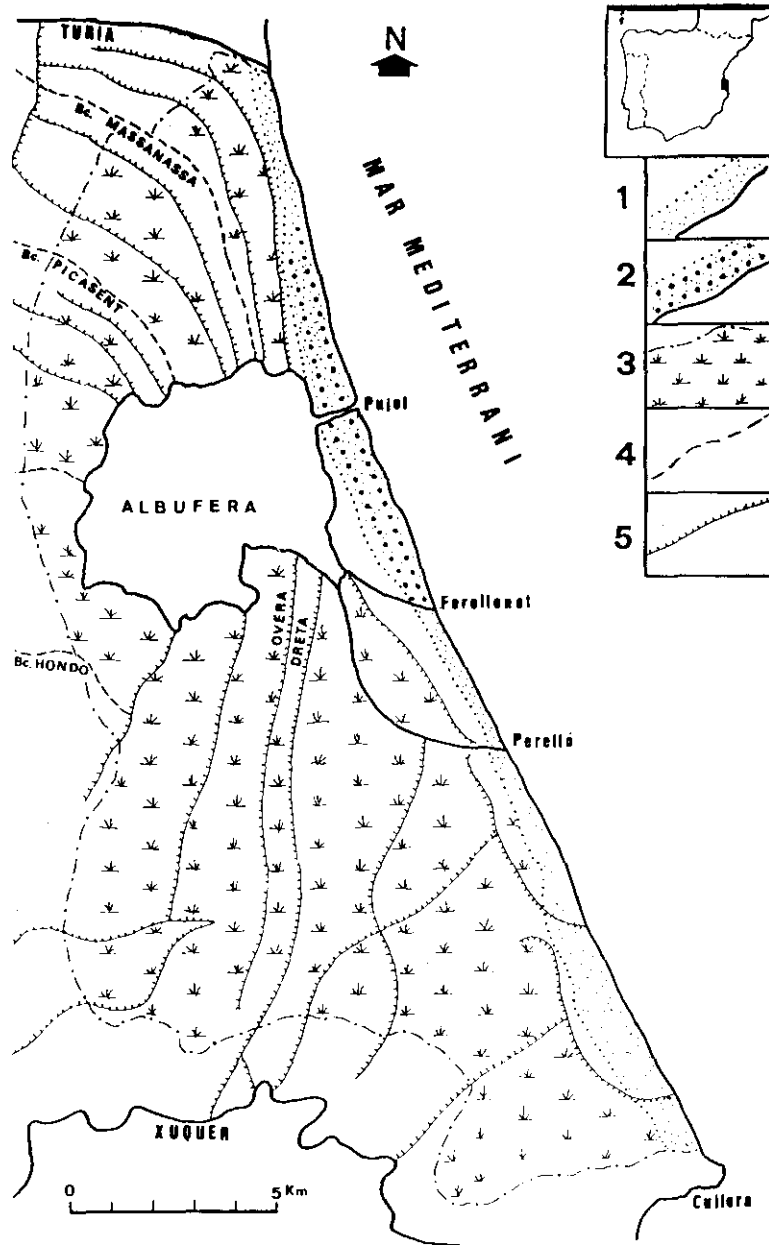 TURIA
N
Bc. MASSANASSA
MAR MEDITERRANI
1
Bc. PICASENT
2
3
Pujol
4
ALBUFERA
5
OVERA
DRETA
Perellonet
Bc. HONDO
Perelló
XUQUER
0 5 Km
Cullera